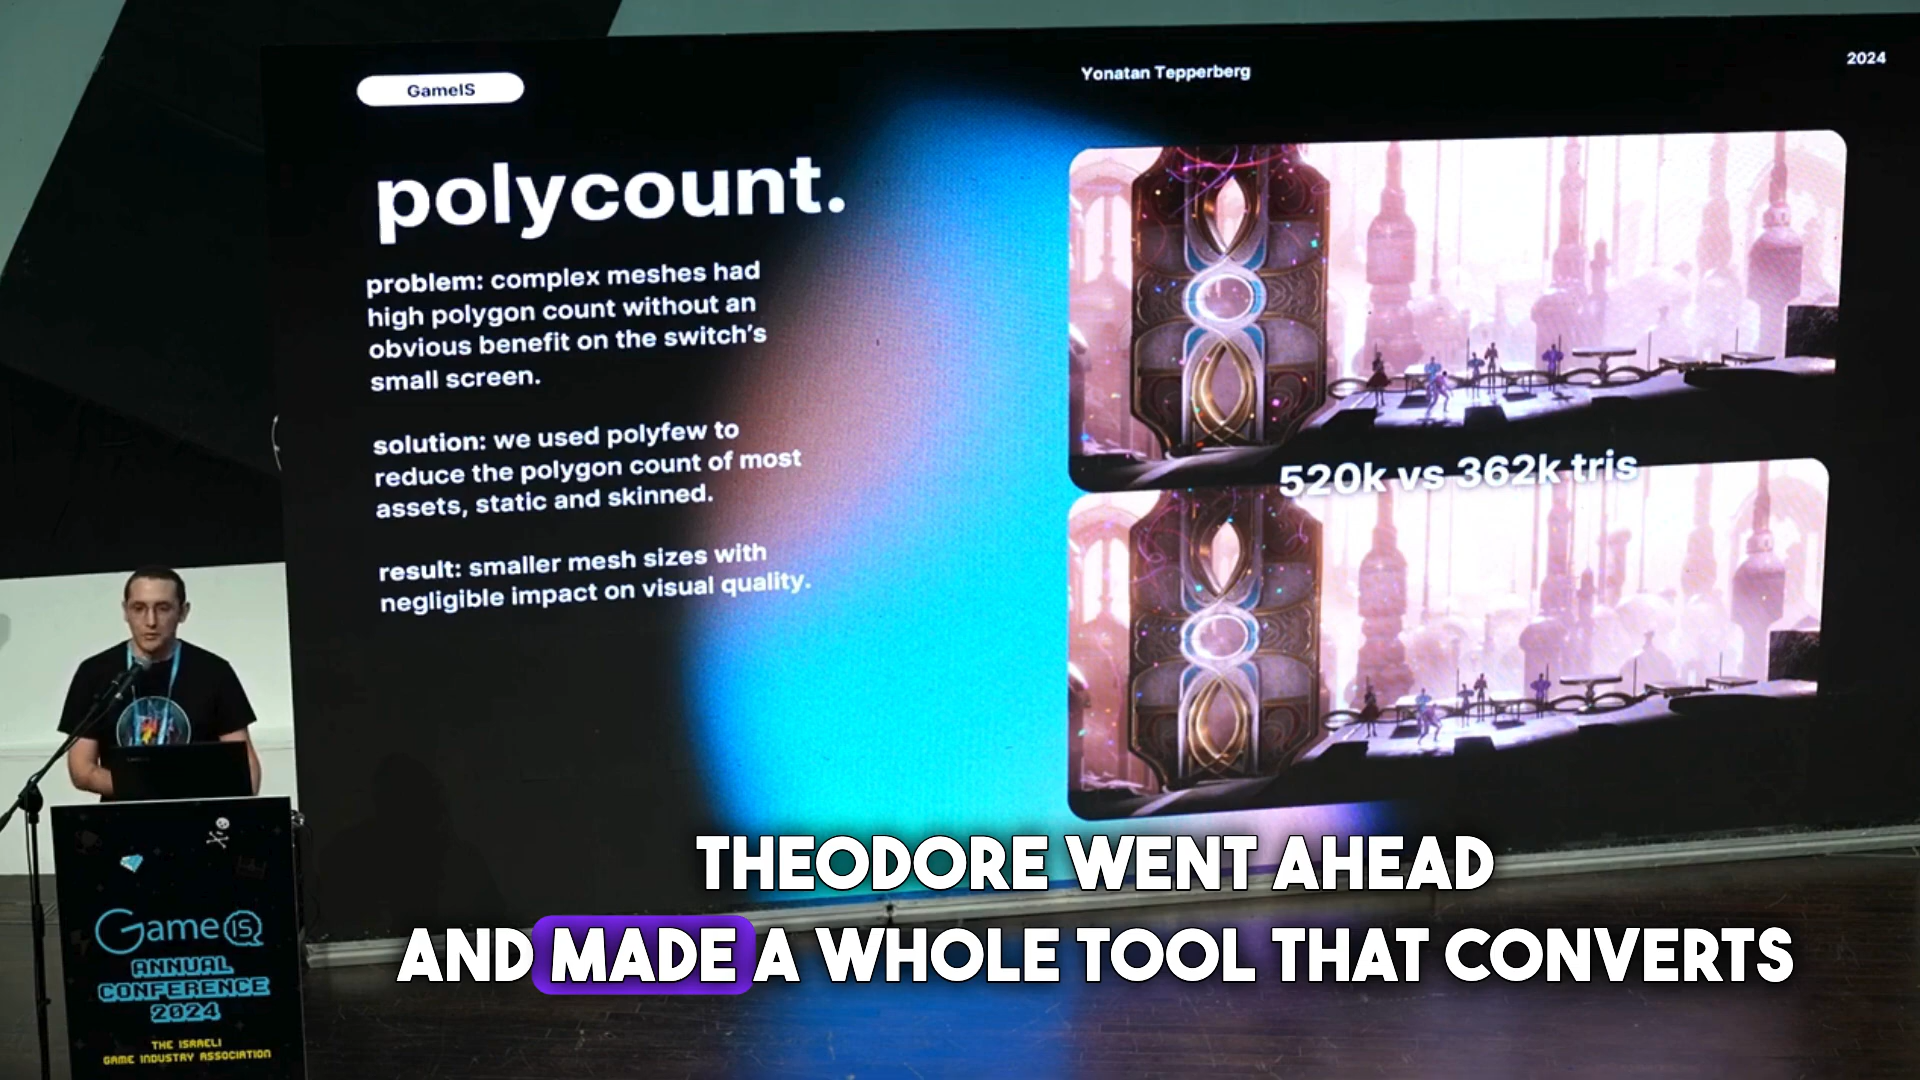 GameIS
Yonatan Tepperberg
2024
polycount.
problem: complex meshes had
high polygon count without an
obvious benefit on the switch's
small screen.
solution: we used polyfew to
reduce the polygon count of most
assets, static and skinned.
result: smaller mesh sizes with
negligible impact on visual quality.
520k vs 362k tris
Game IS
ANNUAL
CONFERENCE
2024
THE ISRAELI
GAME INDUSTRY ASSOCIATION
THEODORE WENT AHEAD
AND MADE A WHOLE TOOL THAT CONVERTS